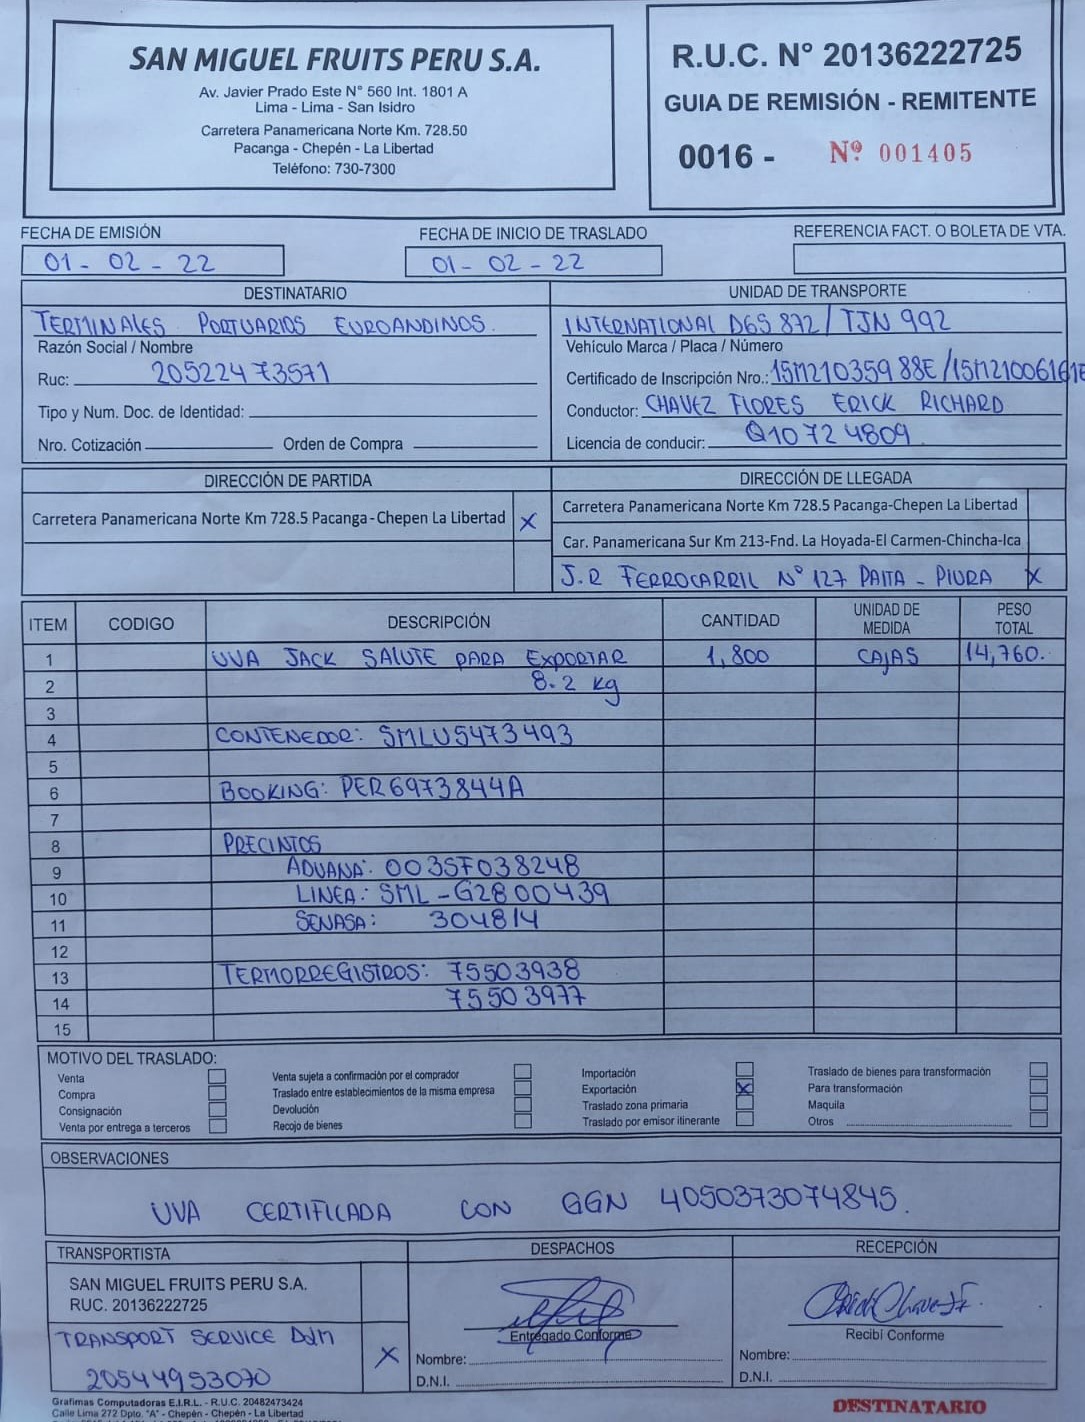 SAN MIGUEL FRUITS PERU S.A.
Av. Javier Prado Este N° 560 Int. 1801 A
Lima - Lima - San Isidro
Carretera Panamericana Norte Km. 728.50
Pacanga - Chepén - La Libertad
Teléfono: 730-7300
R.U.C. N° 20136222725
GUIA DE REMISIÓN - REMITENTE
0016 - Nº 001405
FECHA DE EMISIÓN
01 - 02 - 22
FECHA DE INICIO DE TRASLADO
01 - 02 - 22
REFERENCIA FACT. O BOLETA DE VTA.
DESTINATARIO
TERMINALES PORTUARIOS EUROANDINOS
Razón Social / Nombre
Ruc: 20522473571
Tipo y Num. Doc. de Identidad:
Nro. Cotización Orden de Compra
UNIDAD DE TRANSPORTE
INTERNATIONAL D6S 872 / TJN 992
Vehículo Marca / Placa / Número
Certificado de Inscripción Nro.: 15M21035988E / 15M21006161E
Conductor: CHAVEZ FLORES ERICK RICHARD
Licencia de conducir: Q10724809
DIRECCIÓN DE PARTIDA
Carretera Panamericana Norte Km 728.5 Pacanga-Chepen La Libertad X
DIRECCIÓN DE LLEGADA
Carretera Panamericana Norte Km 728.5 Pacanga-Chepen La Libertad
Car. Panamericana Sur Km 213-Fnd. La Hoyada-El Carmen-Chincha-Ica
J.R FERROCARRIL N° 127 PAITA - PIURA X
ITEM CODIGO DESCRIPCIÓN CANTIDAD UNIDAD DE MEDIDA PESO TOTAL
1 UVA JACK SALUTE PARA EXPORTAR 1,800 CAJAS 14,760.
2 8.2 kg
3
4 CONTENEDOR: SMLU5473493
5
6 BOOKING: PER6973844A
7
8 PRECINTOS
9 ADUANA: 003SF038248
10 LINEA: SML-G2800439
11 SENASA: 304814
12
13 TERMORREGISTROS: 75503938
14 75503977
15
MOTIVO DEL TRASLADO:
Venta
Compra
Consignación
Venta por entrega a terceros
Venta sujeta a confirmación por el comprador
Traslado entre establecimientos de la misma empresa
Devolución
Recojo de bienes
Importación
Exportación X
Traslado zona primaria
Traslado por emisor itinerante
Traslado de bienes para transformación
Para transformación
Maquila
Otros
OBSERVACIONES
UVA CERTIFICADA CON GGN 4050373074845.
TRANSPORTISTA
SAN MIGUEL FRUITS PERU S.A.
RUC. 20136222725
TRANSPORT SERVICE DJM X
20544953070
DESPACHOS
Entregado Conforme
Nombre:
D.N.I.
RECEPCIÓN
Recibí Conforme
Nombre:
D.N.I.
Grafimas Computadoras E.I.R.L. - R.U.C. 20482473424
Calle Lima 272 Dpto. "A" - Chepén - Chepén - La Libertad
DESTINATARIO